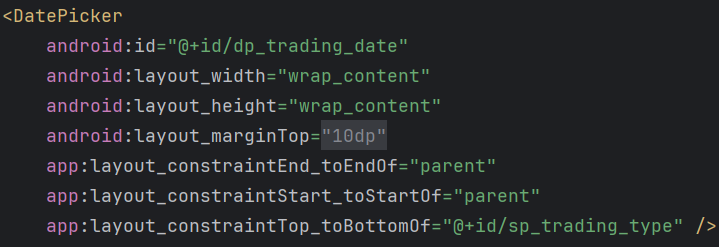 <DatePicker
    android:id="@+id/dp_trading_date"
    android:layout_width="wrap_content"
    android:layout_height="wrap_content"
    android:layout_marginTop="10dp"
    app:layout_constraintEnd_toEndOf="parent"
    app:layout_constraintStart_toStartOf="parent"
    app:layout_constraintTop_toBottomOf="@+id/sp_trading_type" />